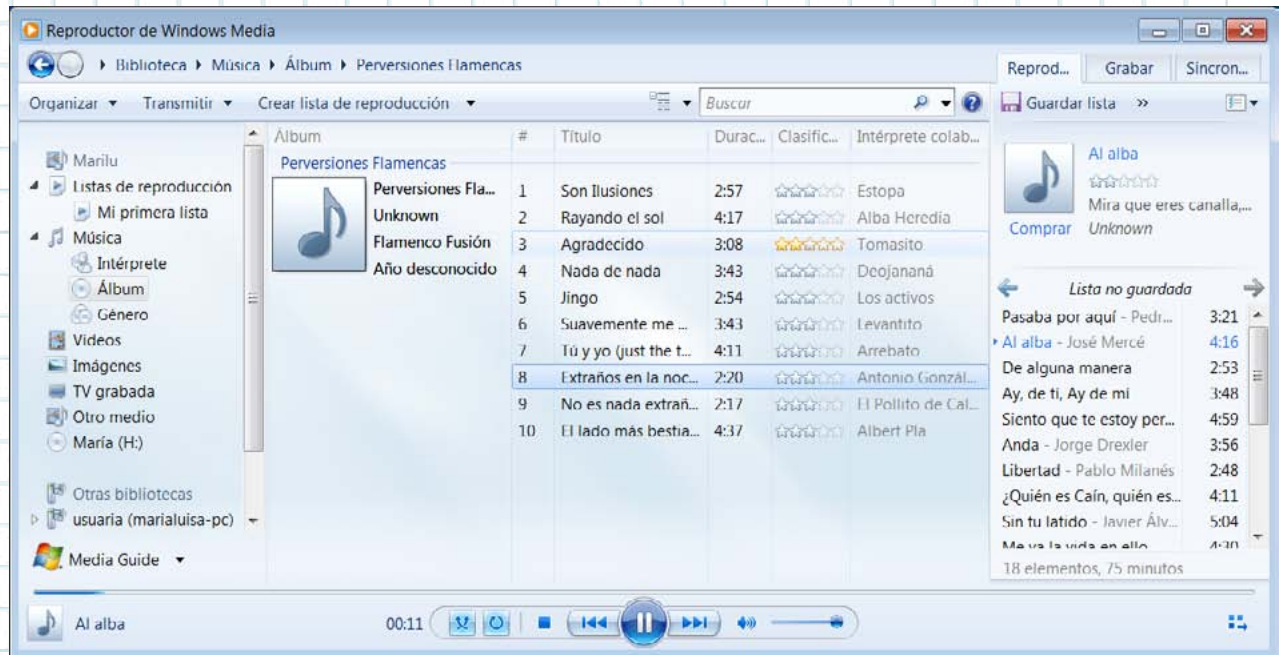 Reproductor de Windows Media
Biblioteca Música Álbum Perversiones Flamencas
Reprod... Grabar Sincron...
Organizar Transmitir Crear lista de reproducción Buscar
Guardar lista »
Marilu
Listas de reproducción
Mi primera lista
Música
Intérprete
Álbum
Género
Videos
Imágenes
TV grabada
Otro medio
María (H:)
Otras bibliotecas
usuaria (marialuisa-pc)
Media Guide
Álbum # Título Durac... Clasific... Intérprete colab...
Perversiones Flamencas
Perversiones Fla...
Unknown
Flamenco Fusión
Año desconocido
1 Son Ilusiones 2:57 Estopa
2 Rayando el sol 4:17 Alba Heredia
3 Agradecido 3:08 Tomasito
4 Nada de nada 3:43 Deojananá
5 Jingo 2:54 Los activos
6 Suavemente me ... 3:43 Levantito
7 Tú y yo (just the t... 4:11 Arrebato
8 Extraños en la noc... 2:20 Antonio Gonzál...
9 No es nada extrañ... 2:17 El Pollito de Cal...
10 El lado más bestia... 4:37 Albert Pla
Al alba
Mira que eres canalla,...
Comprar Unknown
Lista no guardada
Pasaba por aquí - Pedr... 3:21
Al alba - José Mercé 4:16
De alguna manera 2:53
Ay, de ti, Ay de mi 3:48
Siento que te estoy per... 4:59
Anda - Jorge Drexler 3:56
Libertad - Pablo Milanés 2:48
¿Quién es Caín, quién es... 4:11
Sin tu latido - Javier Álv... 5:04
Me va la vida en ello 4:30
18 elementos, 75 minutos
Al alba 00:11